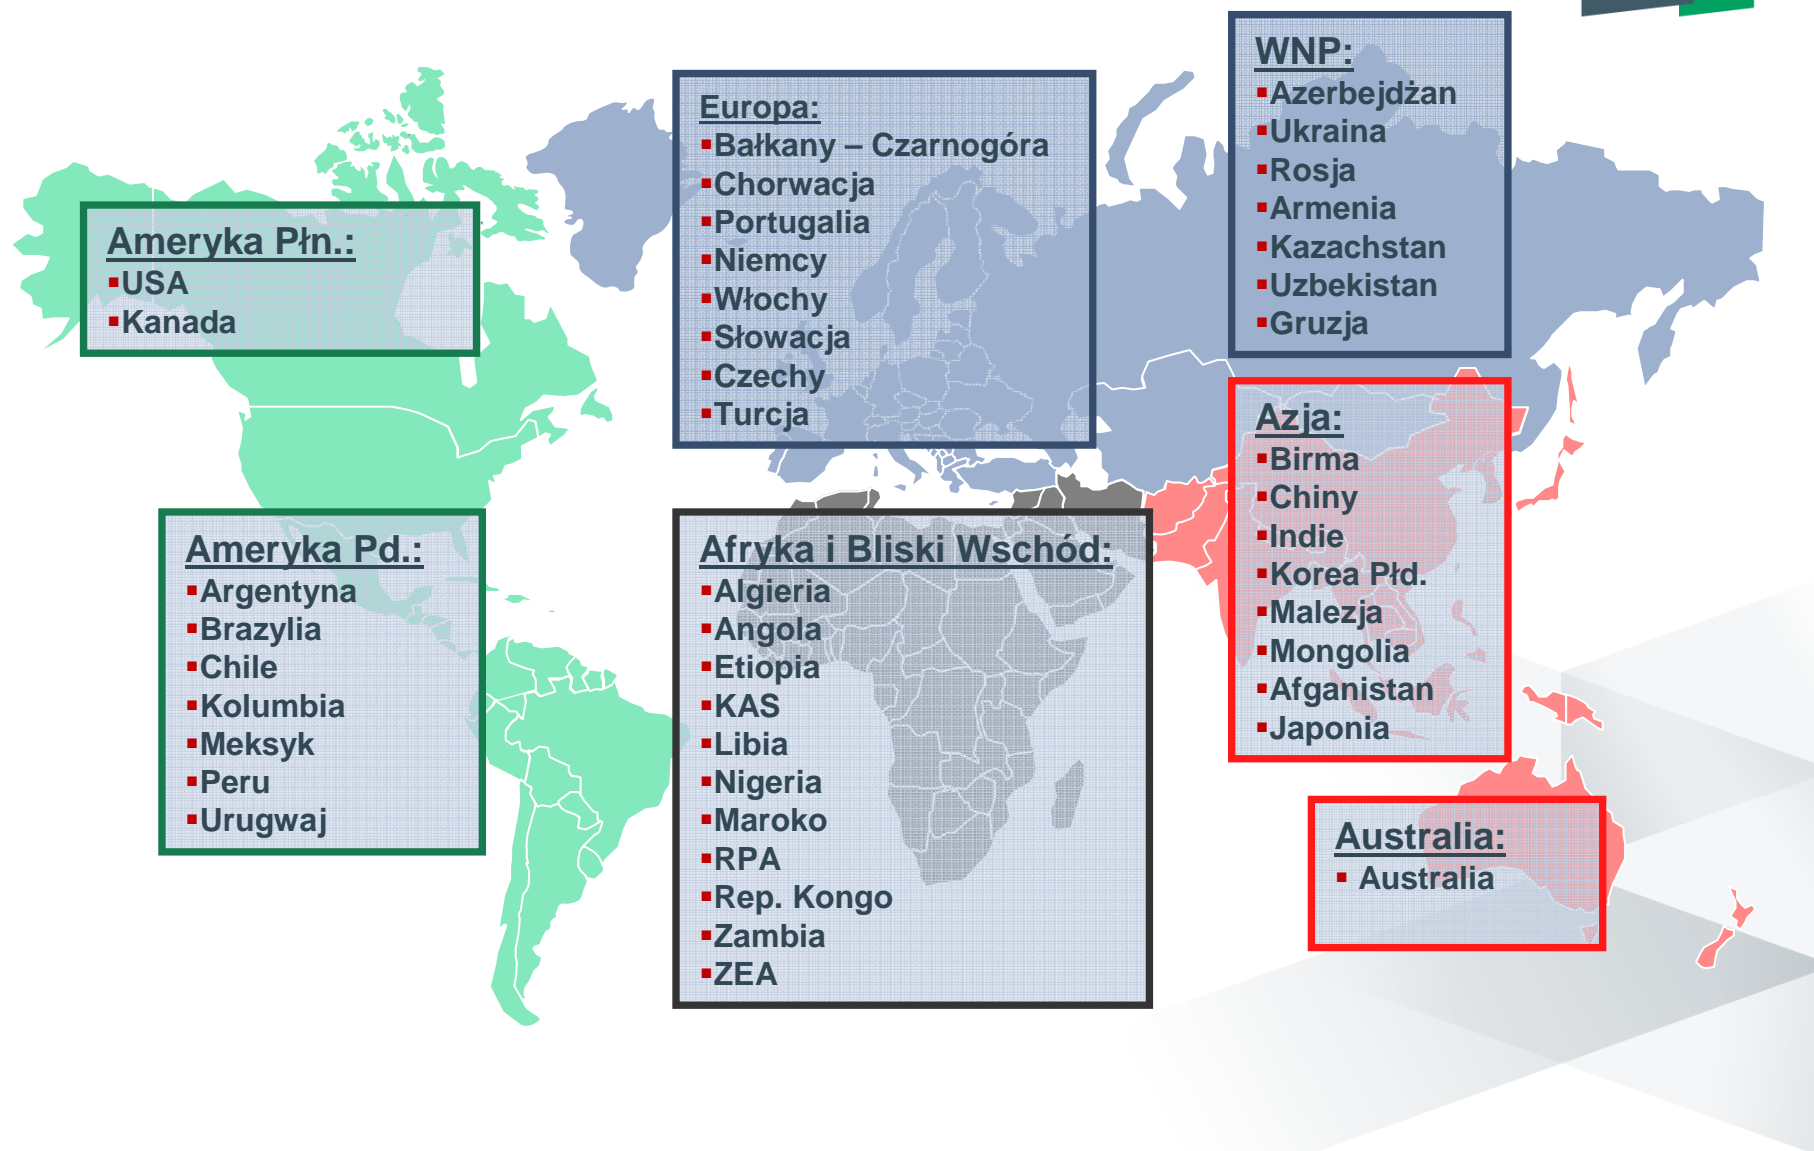 Ameryka Płn.:
▪USA
▪Kanada
Ameryka Pd.:
▪Argentyna
▪Brazylia
▪Chile
▪Kolumbia
▪Meksyk
▪Peru
▪Urugwaj
Europa:
▪Bałkany – Czarnogóra
▪Chorwacja
▪Portugalia
▪Niemcy
▪Włochy
▪Słowacja
▪Czechy
▪Turcja
Afryka i Bliski Wschód:
▪Algieria
▪Angola
▪Etiopia
▪KAS
▪Libia
▪Nigeria
▪Maroko
▪RPA
▪Rep. Kongo
▪Zambia
▪ZEA
WNP:
▪Azerbejdżan
▪Ukraina
▪Rosja
▪Armenia
▪Kazachstan
▪Uzbekistan
▪Gruzja
Azja:
▪Birma
▪Chiny
▪Indie
▪Korea Płd.
▪Malezja
▪Mongolia
▪Afganistan
▪Japonia
Australia:
▪ Australia